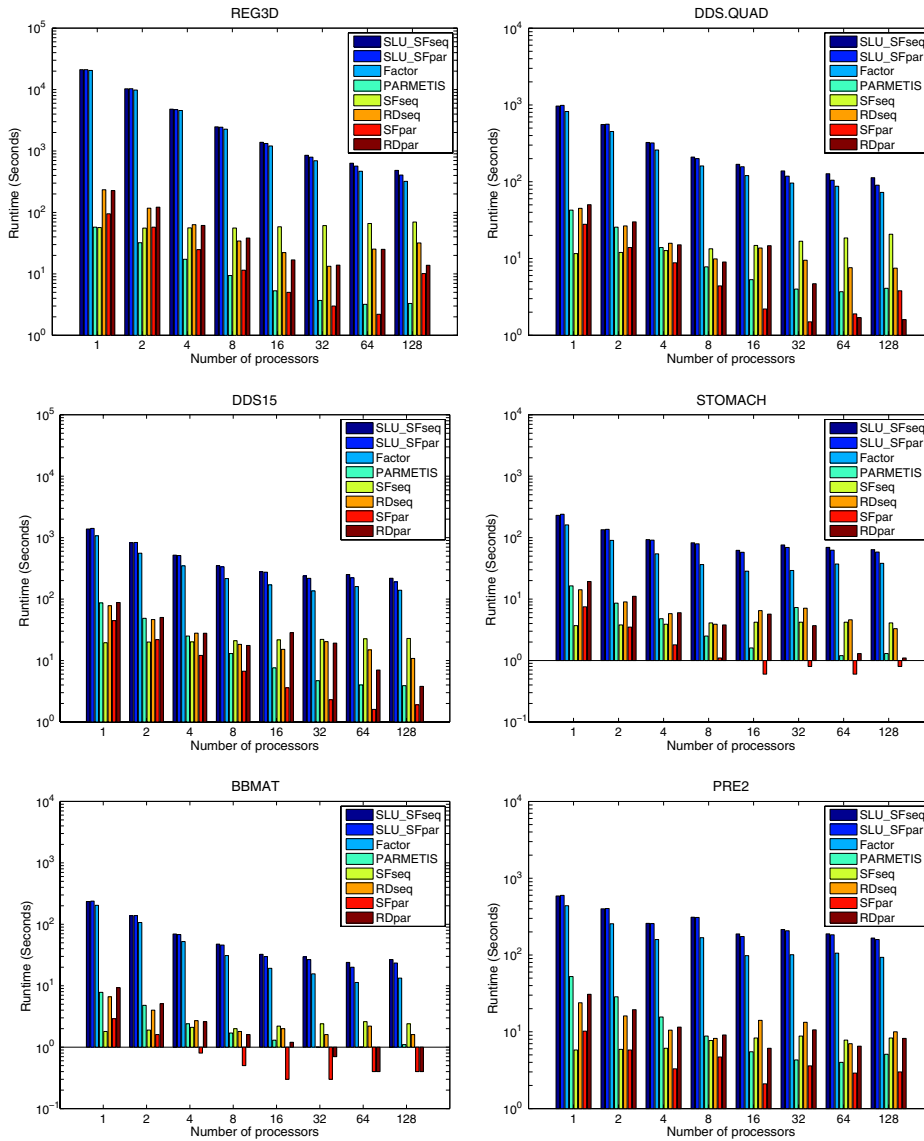 REG3D
10^5
10^4
10^3
10^2
10^1
10^0
Runtime (Seconds)
1 2 4 8 16 32 64 128
Number of processors
SLU_SFseq
SLU_SFpar
Factor
PARMETIS
SFseq
RDseq
SFpar
RDpar
DDS.QUAD
10^4
10^3
10^2
10^1
10^0
Runtime (Seconds)
1 2 4 8 16 32 64 128
Number of processors
SLU_SFseq
SLU_SFpar
Factor
PARMETIS
SFseq
RDseq
SFpar
RDpar
DDS15
10^5
10^4
10^3
10^2
10^1
10^0
Runtime (Seconds)
1 2 4 8 16 32 64 128
Number of processors
SLU_SFseq
SLU_SFpar
Factor
PARMETIS
SFseq
RDseq
SFpar
RDpar
STOMACH
10^4
10^3
10^2
10^1
10^0
10^−1
Runtime (Seconds)
1 2 4 8 16 32 64 128
Number of processors
SLU_SFseq
SLU_SFpar
Factor
PARMETIS
SFseq
RDseq
SFpar
RDpar
BBMAT
10^4
10^3
10^2
10^1
10^0
10^−1
Runtime (Seconds)
1 2 4 8 16 32 64 128
Number of processors
SLU_SFseq
SLU_SFpar
Factor
PARMETIS
SFseq
RDseq
SFpar
RDpar
PRE2
10^4
10^3
10^2
10^1
10^0
Runtime (Seconds)
1 2 4 8 16 32 64 128
Number of processors
SLU_SFseq
SLU_SFpar
Factor
PARMETIS
SFseq
RDseq
SFpar
RDpar